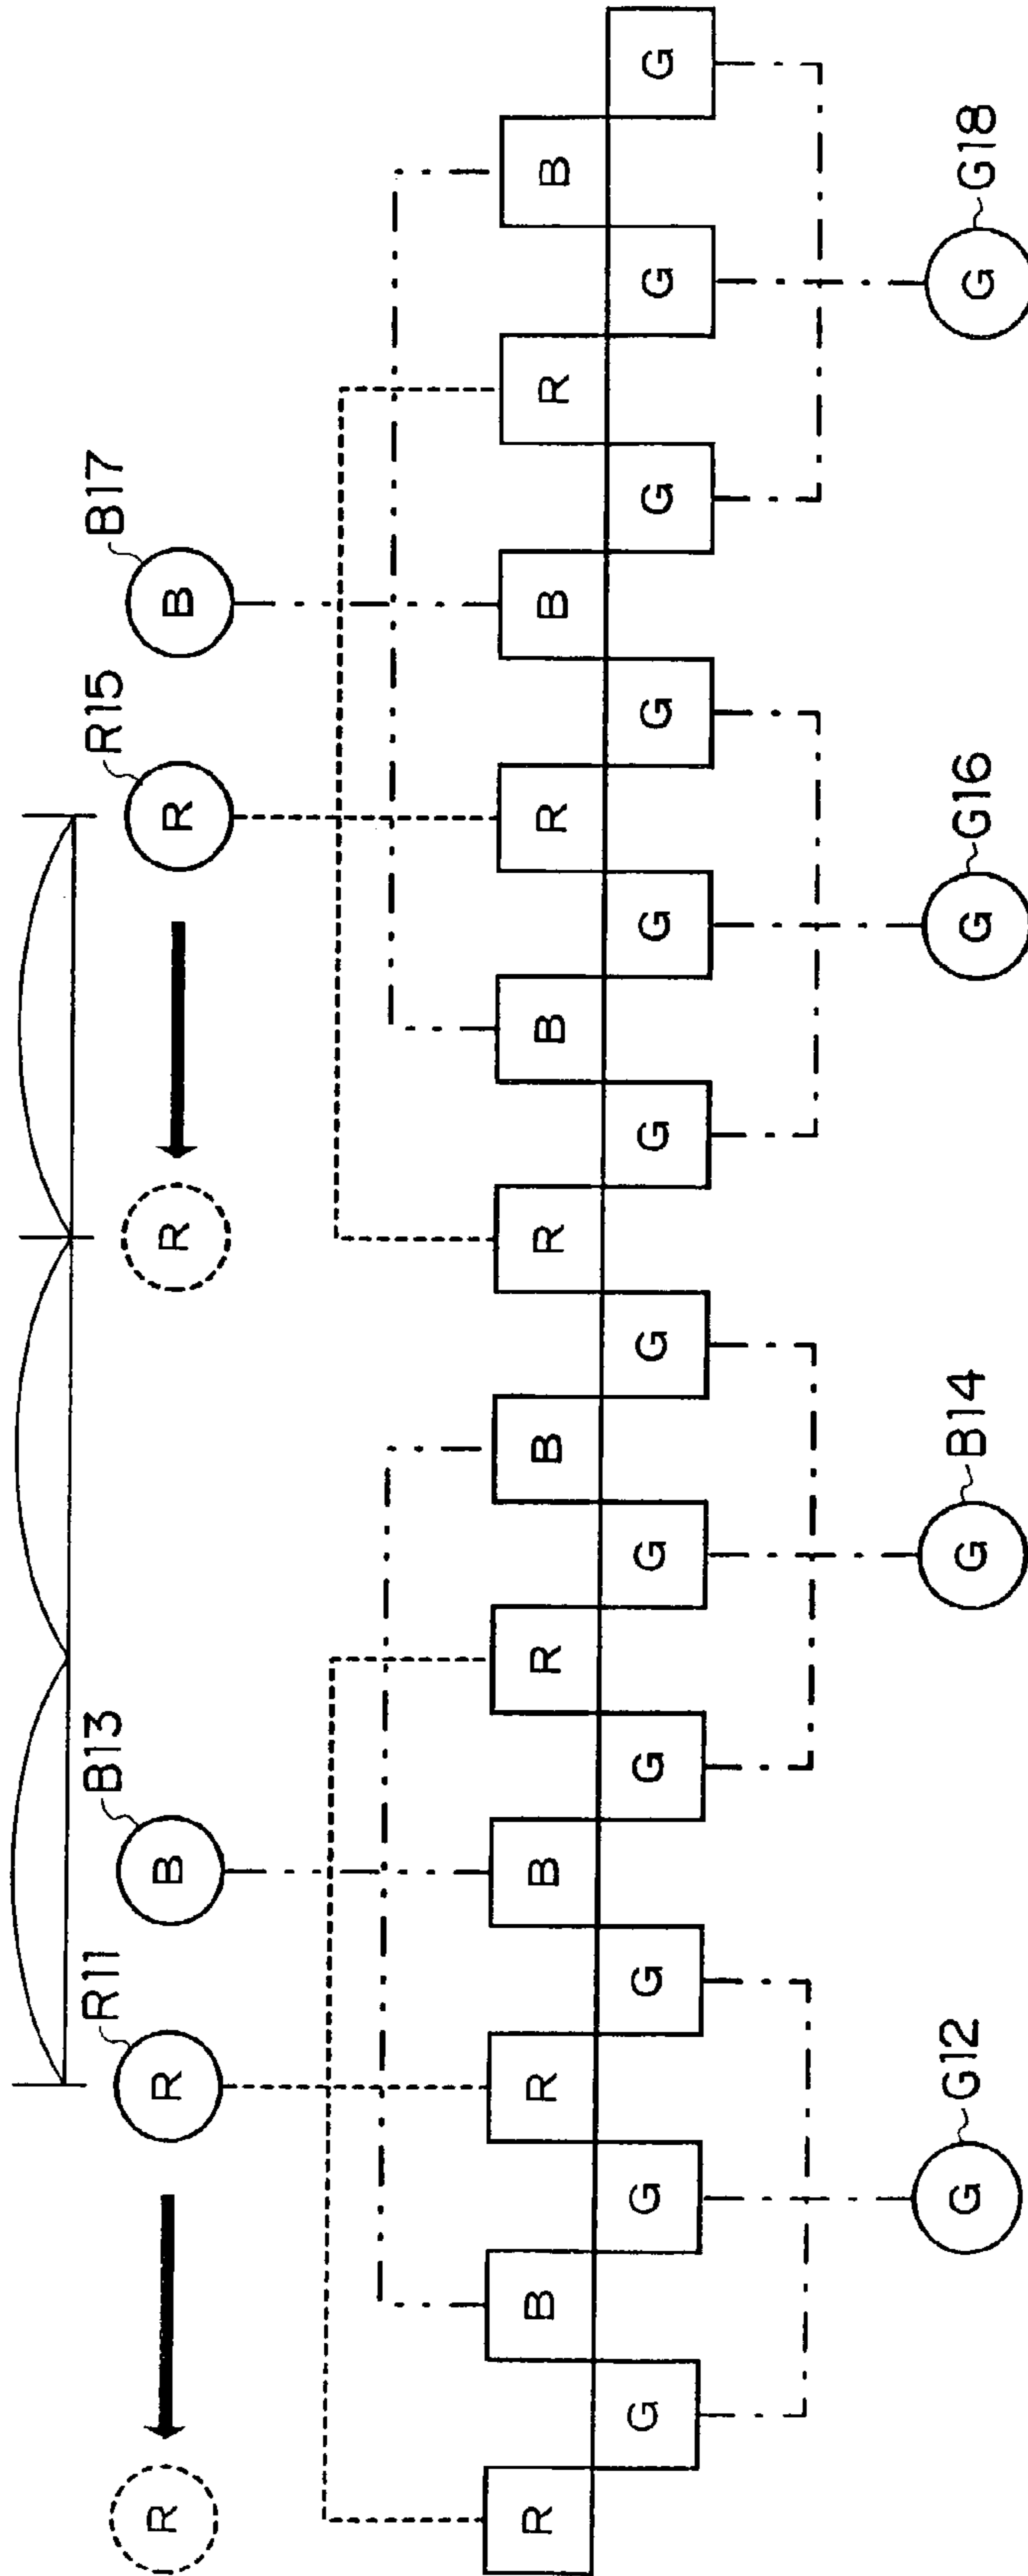 R11 B13 R15 B17
R R B R R B
R B R B R B R B R B R B
G G G G G G G G G G G G
G G12 G B14 G G16 G G18